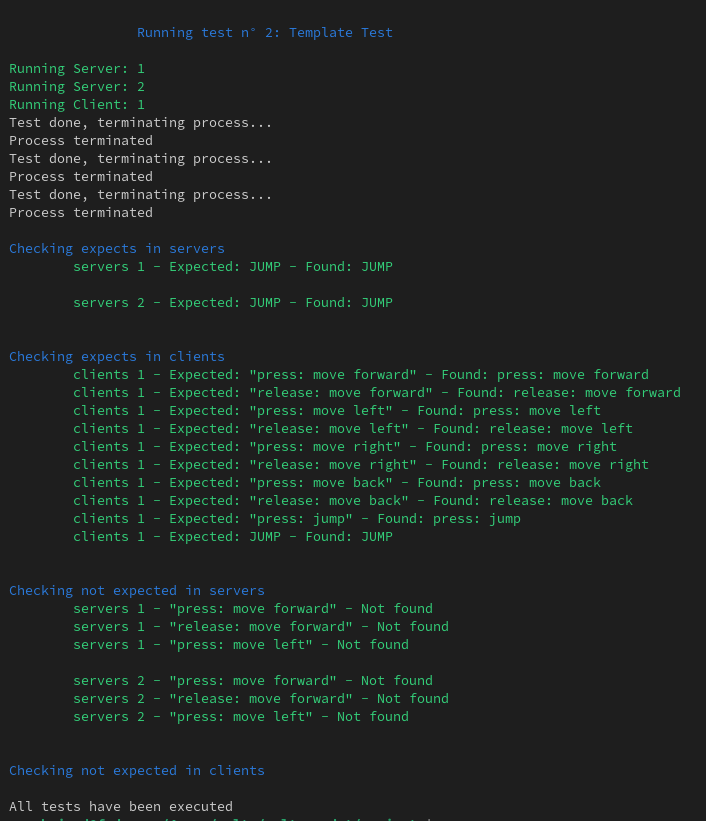 Running test n° 2: Template Test
Running Server: 1
Running Server: 2
Running Client: 1
Test done, terminating process...
Process terminated
Test done, terminating process...
Process terminated
Test done, terminating process...
Process terminated
Checking expects in servers
servers 1 - Expected: JUMP - Found: JUMP
servers 2 - Expected: JUMP - Found: JUMP
Checking expects in clients
clients 1 - Expected: "press: move forward" - Found: press: move forward
clients 1 - Expected: "release: move forward" - Found: release: move forward
clients 1 - Expected: "press: move left" - Found: press: move left
clients 1 - Expected: "release: move left" - Found: release: move left
clients 1 - Expected: "press: move right" - Found: press: move right
clients 1 - Expected: "release: move right" - Found: release: move right
clients 1 - Expected: "press: move back" - Found: press: move back
clients 1 - Expected: "release: move back" - Found: release: move back
clients 1 - Expected: "press: jump" - Found: press: jump
clients 1 - Expected: JUMP - Found: JUMP
Checking not expected in servers
servers 1 - "press: move forward" - Not found
servers 1 - "release: move forward" - Not found
servers 1 - "press: move left" - Not found
servers 2 - "press: move forward" - Not found
servers 2 - "release: move forward" - Not found
servers 2 - "press: move left" - Not found
Checking not expected in clients
All tests have been executed